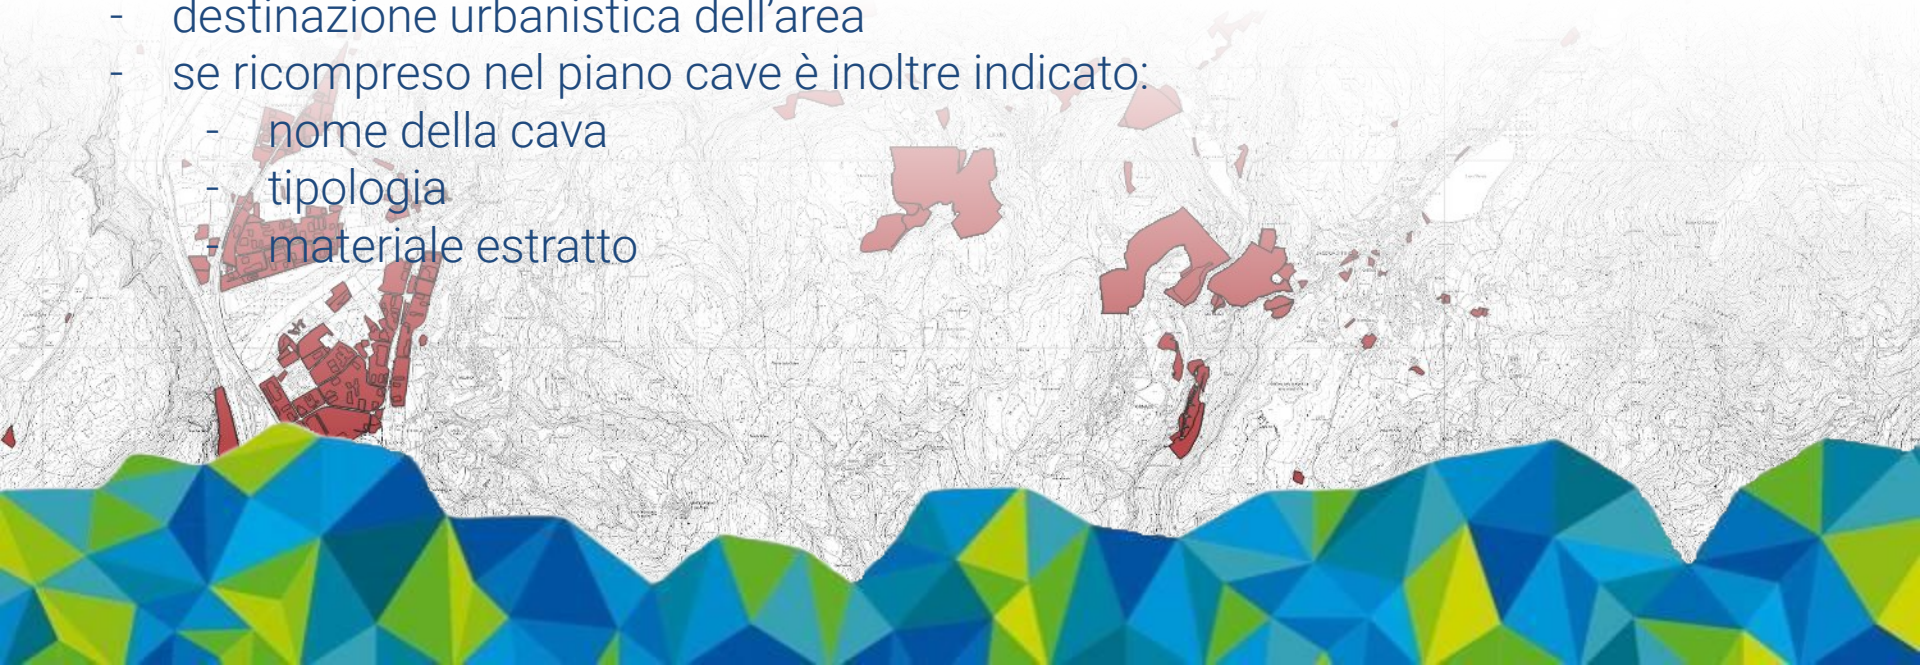 - destinazione urbanistica dell'area
- se ricompreso nel piano cave è inoltre indicato:
- nome della cava
- tipologia
- materiale estratto